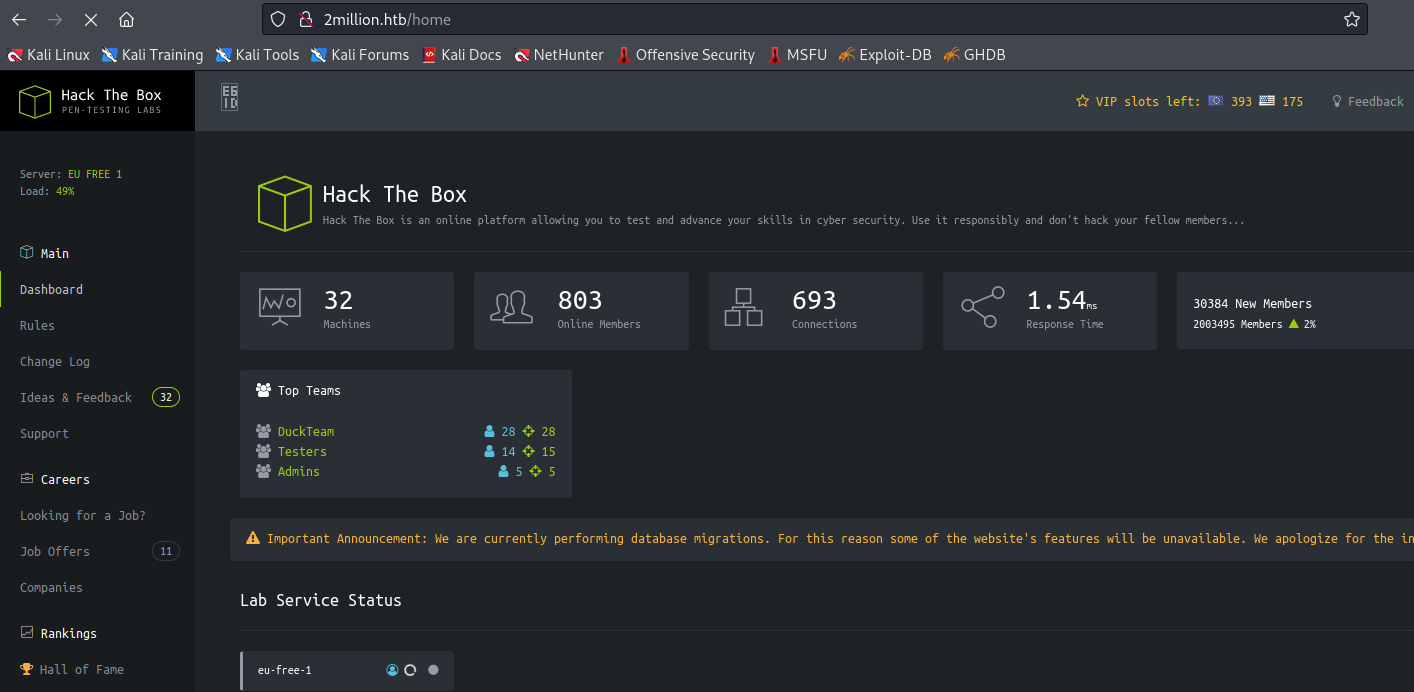 2million.htb/home
Kali Linux Kali Training Kali Tools Kali Forums Kali Docs NetHunter Offensive Security MSFU Exploit-DB GHDB
Hack The Box
PEN-TESTING LABS
E6
1D
VIP slots left: 393 175 Feedback
Server: EU FREE 1
Load: 49%
Main
Dashboard
Rules
Change Log
Ideas & Feedback 32
Support
Careers
Looking for a Job?
Job Offers 11
Companies
Rankings
Hall of Fame
Hack The Box
Hack The Box is an online platform allowing you to test and advance your skills in cyber security. Use it responsibly and don't hack your fellow members...
32
Machines
803
Online Members
693
Connections
1.54ms
Response Time
30384 New Members
2003495 Members 2%
Top Teams
DuckTeam 28 28
Testers 14 15
Admins 5 5
Important Announcement: We are currently performing database migrations. For this reason some of the website's features will be unavailable. We apologize for the in
Lab Service Status
eu-free-1